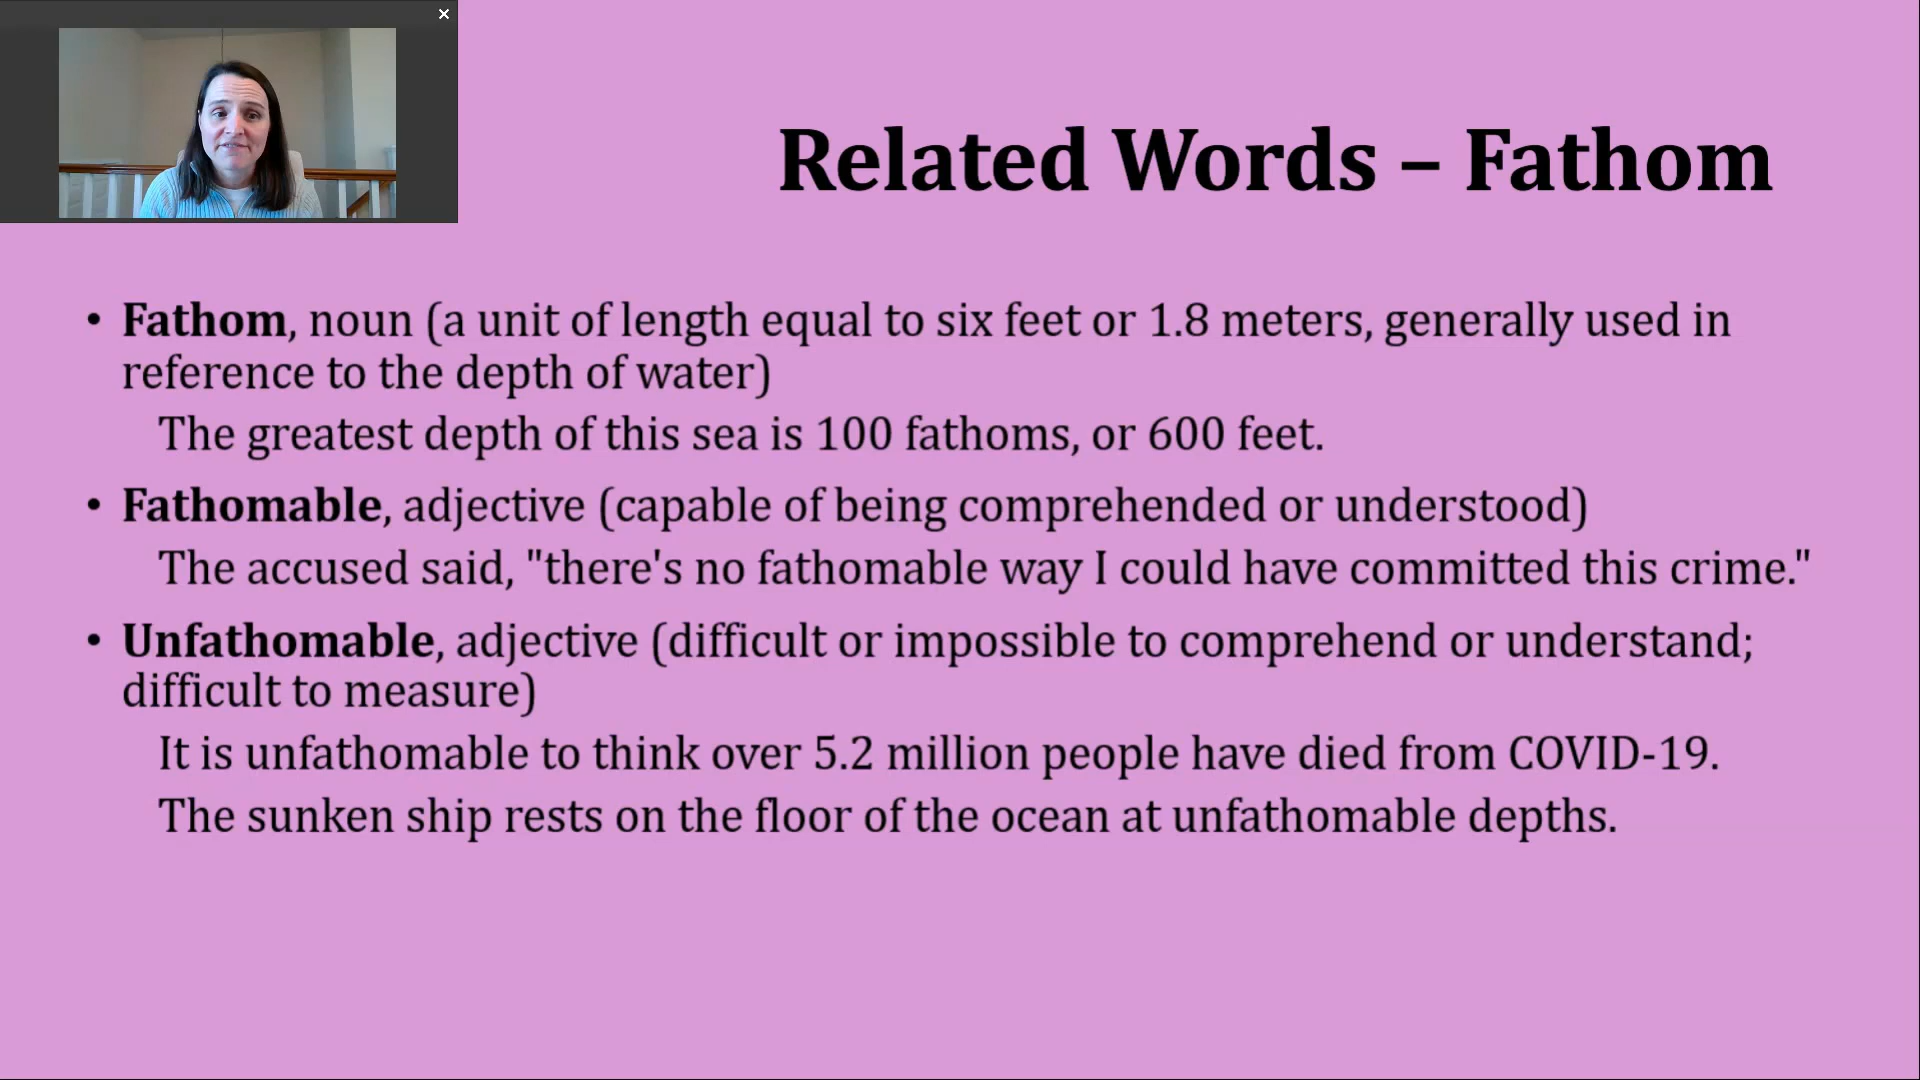 Related Words – Fathom
• Fathom, noun (a unit of length equal to six feet or 1.8 meters, generally used in
reference to the depth of water)
The greatest depth of this sea is 100 fathoms, or 600 feet.
• Fathomable, adjective (capable of being comprehended or understood)
The accused said, "there's no fathomable way I could have committed this crime."
• Unfathomable, adjective (difficult or impossible to comprehend or understand;
difficult to measure)
It is unfathomable to think over 5.2 million people have died from COVID-19.
The sunken ship rests on the floor of the ocean at unfathomable depths.